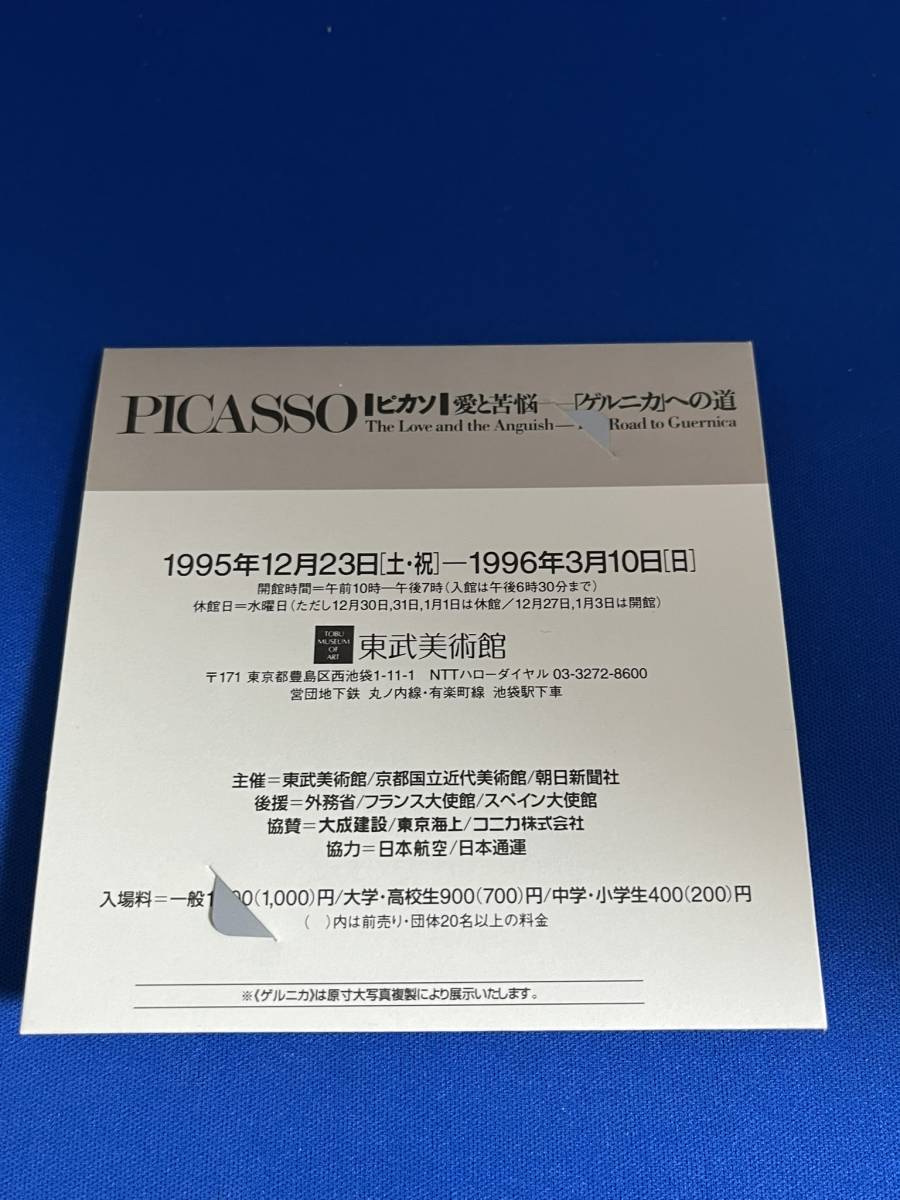 PICASSO ▌ピカソ▐ 愛と苦悩――「ゲルニカ」への道
The Love and the Anguish— Road to Guernica
1995年12月23日[土・祝]―1996年3月10日[日]
開館時間=午前10時―午後7時(入館は午後6時30分まで)
休館日=水曜日(ただし12月30日,31日,1月1日は休館/12月27日,1月3日は開館)
TOBU MUSEUM OF ART 東武美術館
〒171 東京都豊島区西池袋1-11-1 NTTハローダイヤル 03-3272-8600
営団地下鉄 丸ノ内線・有楽町線 池袋駅下車
主催=東武美術館/京都国立近代美術館/朝日新聞社
後援=外務省/フランス大使館/スペイン大使館
協賛=大成建設/東京海上/コニカ株式会社
協力=日本航空/日本通運
入場料=一般 (1,000)円/大学・高校生900(700)円/中学・小学生400(200)円
( )内は前売り・団体20名以上の料金
※《ゲルニカ》は原寸大写真複製により展示いたします。